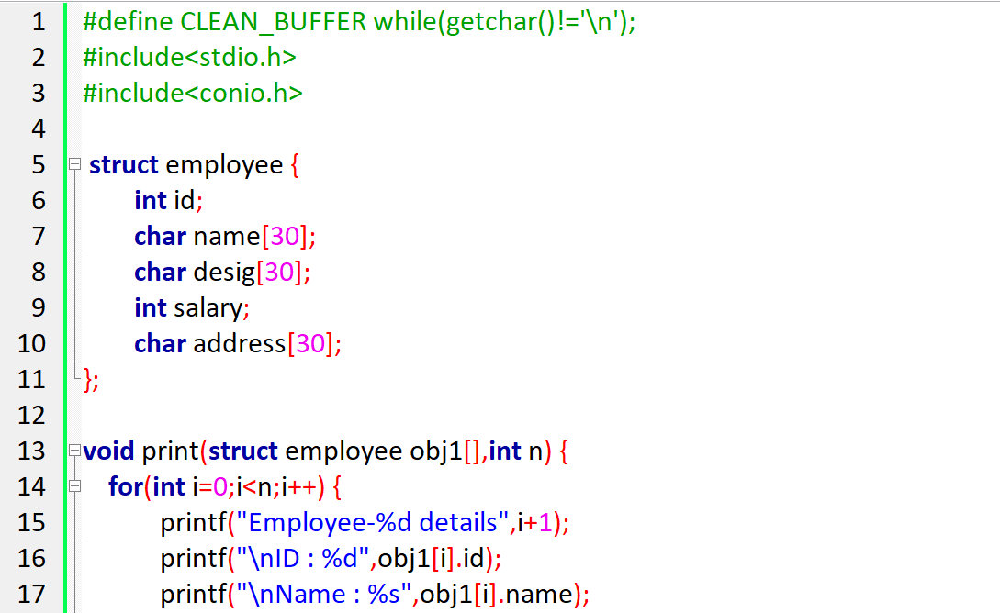 1 #define CLEAN_BUFFER while(getchar()!='\n');
2 #include<stdio.h>
3 #include<conio.h>
4
5 struct employee {
6 int id;
7 char name[30];
8 char desig[30];
9 int salary;
10 char address[30];
11 };
12
13 void print(struct employee obj1[],int n) {
14 for(int i=0;i<n;i++) {
15 printf("Employee-%d details",i+1);
16 printf("\nID : %d",obj1[i].id);
17 printf("\nName : %s",obj1[i].name);